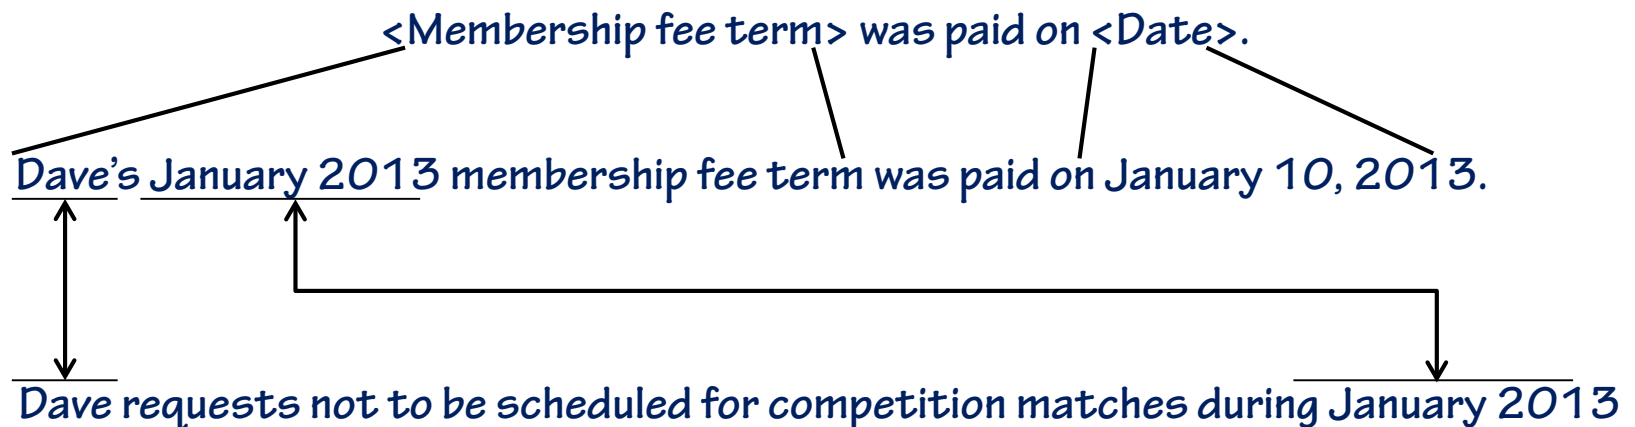 <Membership fee term> was paid on <Date>.
Dave's January 2013 membership fee term was paid on January 10, 2013.
Dave requests not to be scheduled for competition matches during January 2013